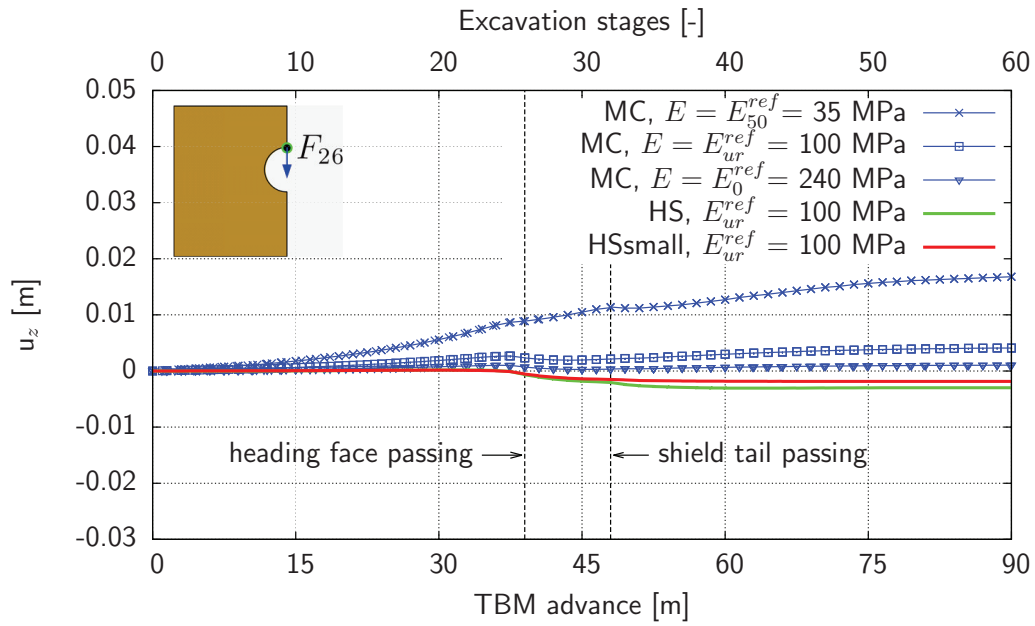 Excavation stages [-]
0 10 20 30 40 50 60
0.05
0.04
0.03
0.02
0.01
0
-0.01
-0.02
-0.03
u_z [m]
F_26
MC, E = E_50^ref = 35 MPa
MC, E = E_ur^ref = 100 MPa
MC, E = E_0^ref = 240 MPa
HS, E_ur^ref = 100 MPa
HSsmall, E_ur^ref = 100 MPa
heading face passing
shield tail passing
0 15 30 45 60 75 90
TBM advance [m]